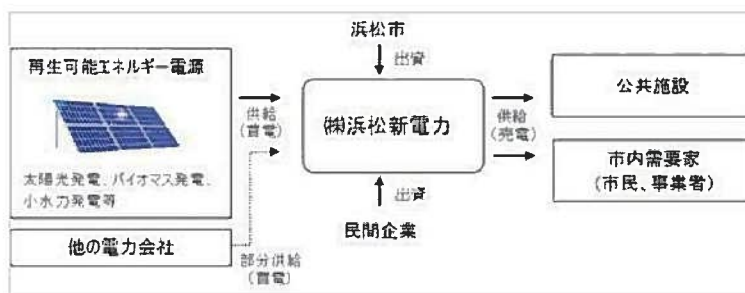 浜松市
出資
再生可能エネルギー電源
太陽光発電、バイオマス発電、
小水力発電等
他の電力会社
供給
(買電)
部分供給
(買電)
㈱浜松新電力
出資
民間企業
供給
(売電)
公共施設
市内需要家
(市民、事業者)